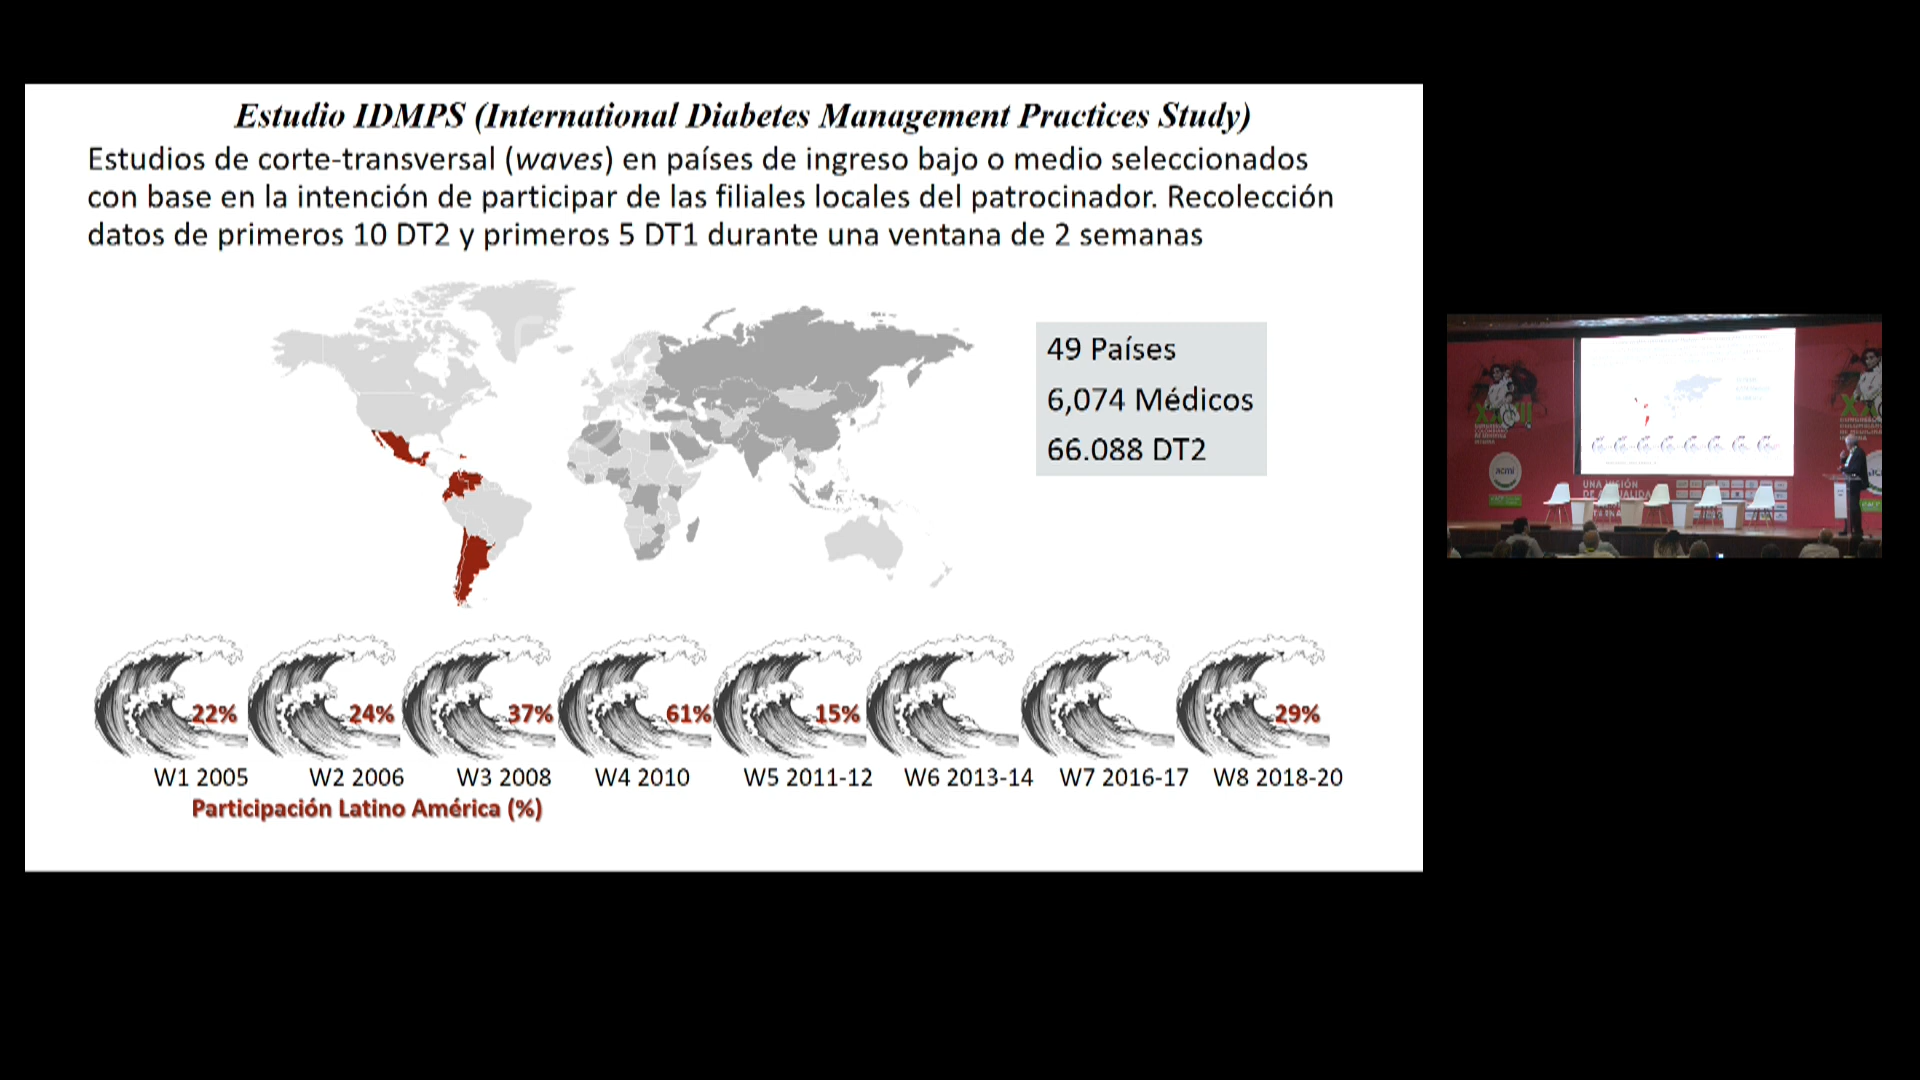 Estudio IDMPS (International Diabetes Management Practices Study)
Estudios de corte-transversal (waves) en países de ingreso bajo o medio seleccionados
con base en la intención de participar de las filiales locales del patrocinador. Recolección
datos de primeros 10 DT2 y primeros 5 DT1 durante una ventana de 2 semanas
49 Países
6,074 Médicos
66.088 DT2
22% 24% 37% 61% 15% 29%
W1 2005 W2 2006 W3 2008 W4 2010 W5 2011-12 W6 2013-14 W7 2016-17 W8 2018-20
Participación Latino América (%)
acmi